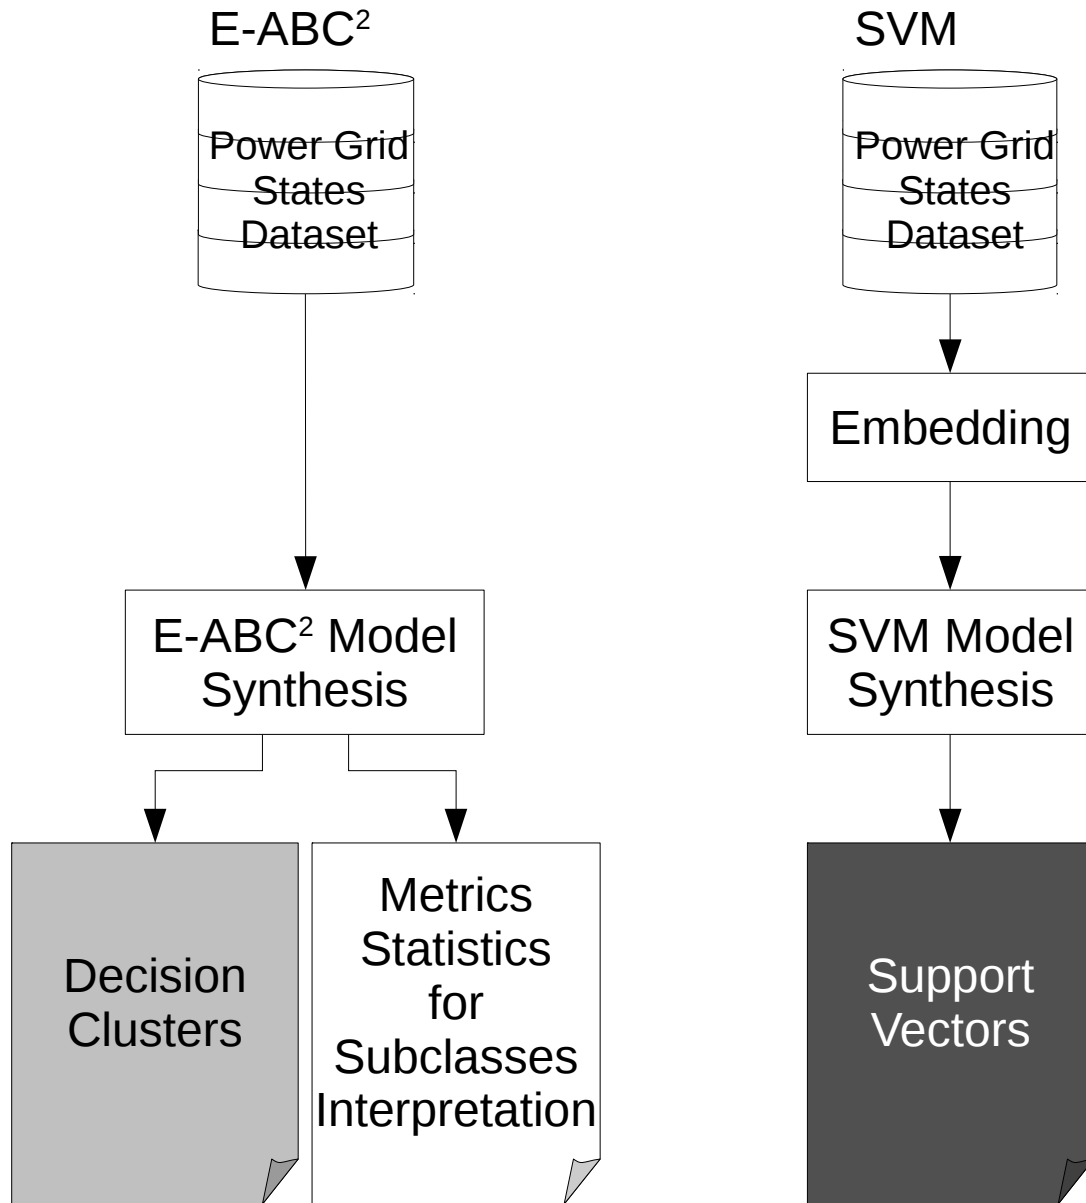 E-ABC²
Power Grid
States
Dataset
E-ABC² Model
Synthesis
Decision
Clusters
Metrics
Statistics
for
Subclasses
Interpretation
SVM
Power Grid
States
Dataset
Embedding
SVM Model
Synthesis
Support
Vectors